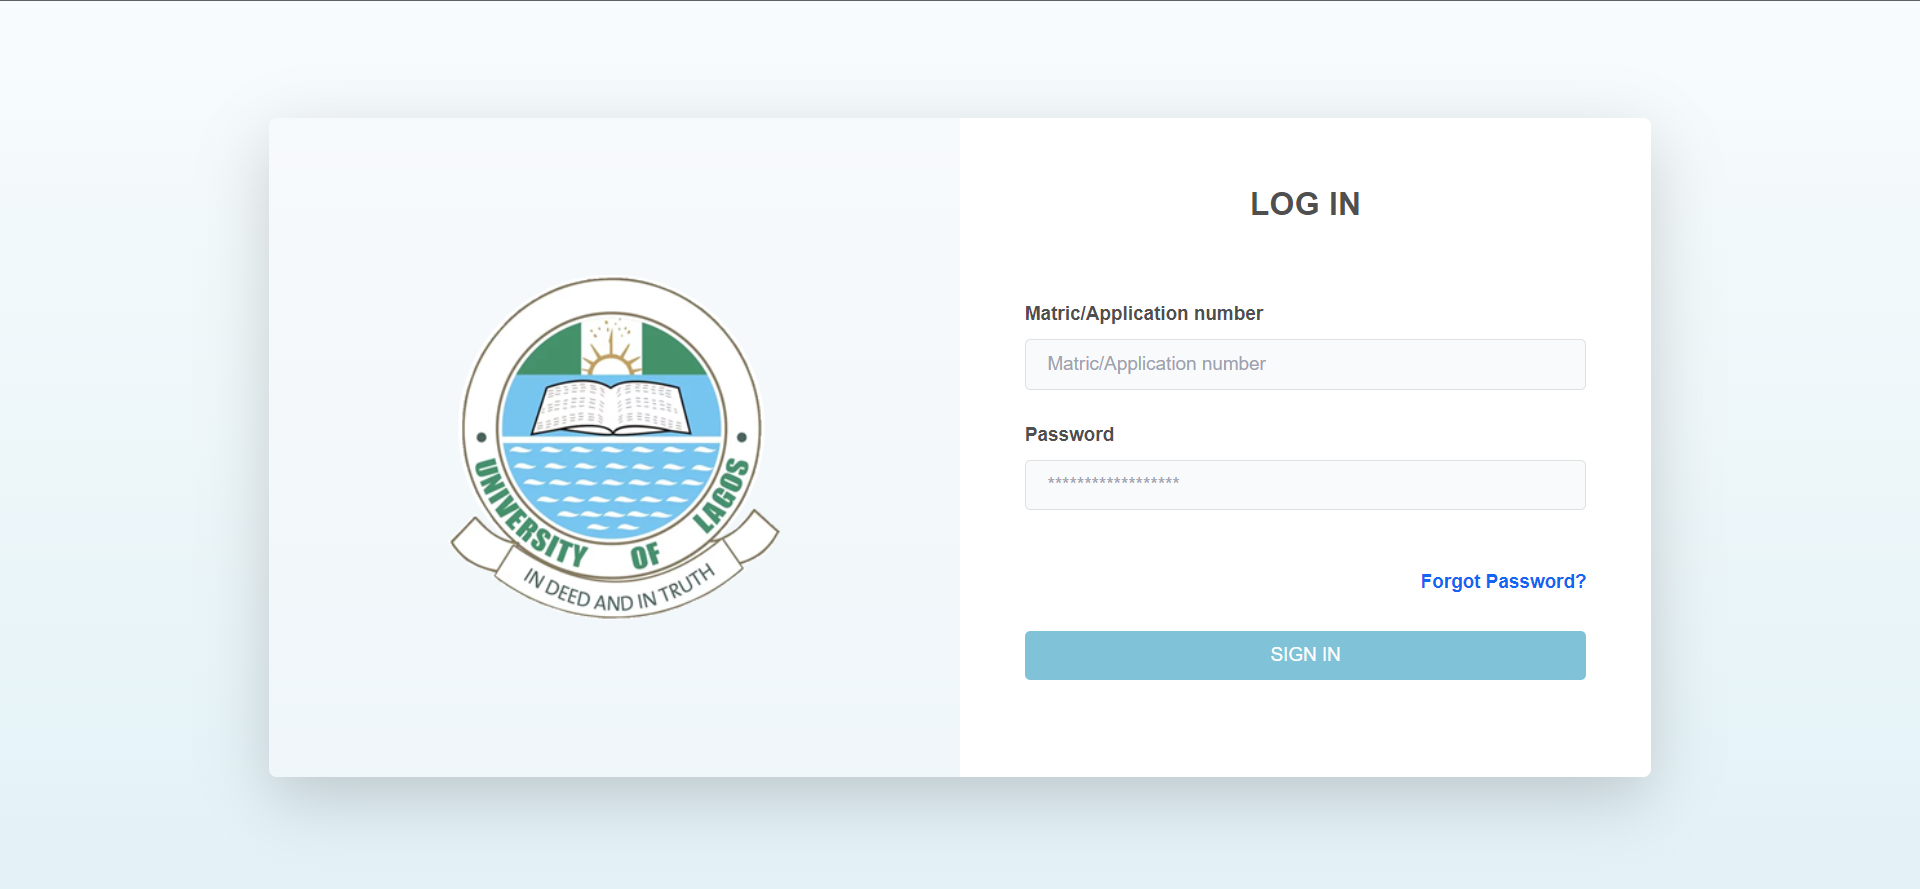 UNIVERSITY OF LAGOS
IN DEED AND IN TRUTH
LOG IN
Matric/Application number
Matric/Application number
Password
******************
Forgot Password?
SIGN IN